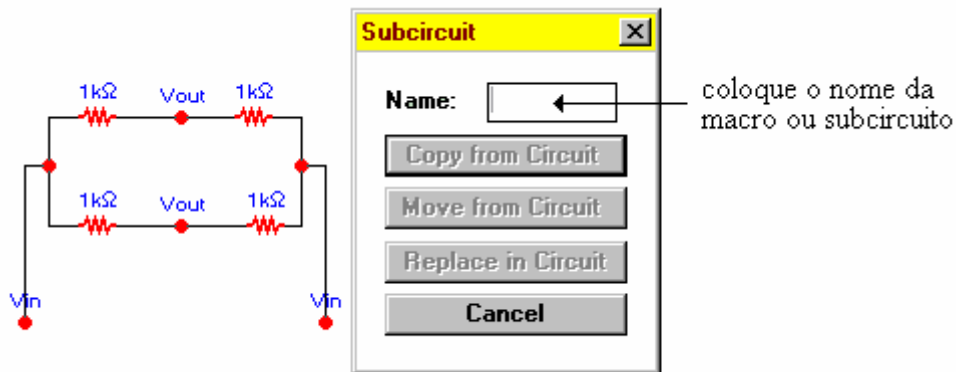 Subcircuit
1kΩ Vout 1kΩ
Name:
coloque o nome da
macro ou subcircuito
Copy from Circuit
1kΩ Vout 1kΩ
Move from Circuit
Replace in Circuit
Vin Vin
Cancel